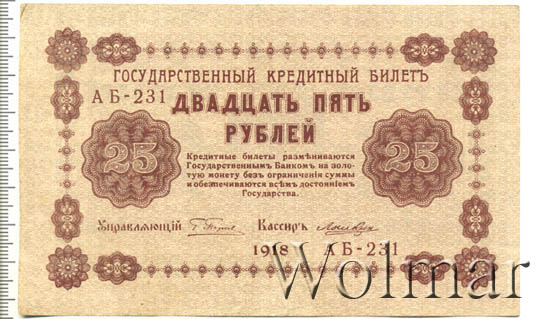 ГОСУДАРСТВЕННЫЙ КРЕДИТНЫЙ БИЛЕТЪ
АБ-231
ДВАДЦАТЬ ПЯТЬ
РУБЛЕЙ
25
25
Кредитные билеты размѣниваются
Государственнымъ Банкомъ на золо-
тую монету безъ ограниченія суммы
и обезпечиваются всѣмъ достояніемъ
Государства.
Управляющій
Кассиръ
1918
АБ-231
Wolmar